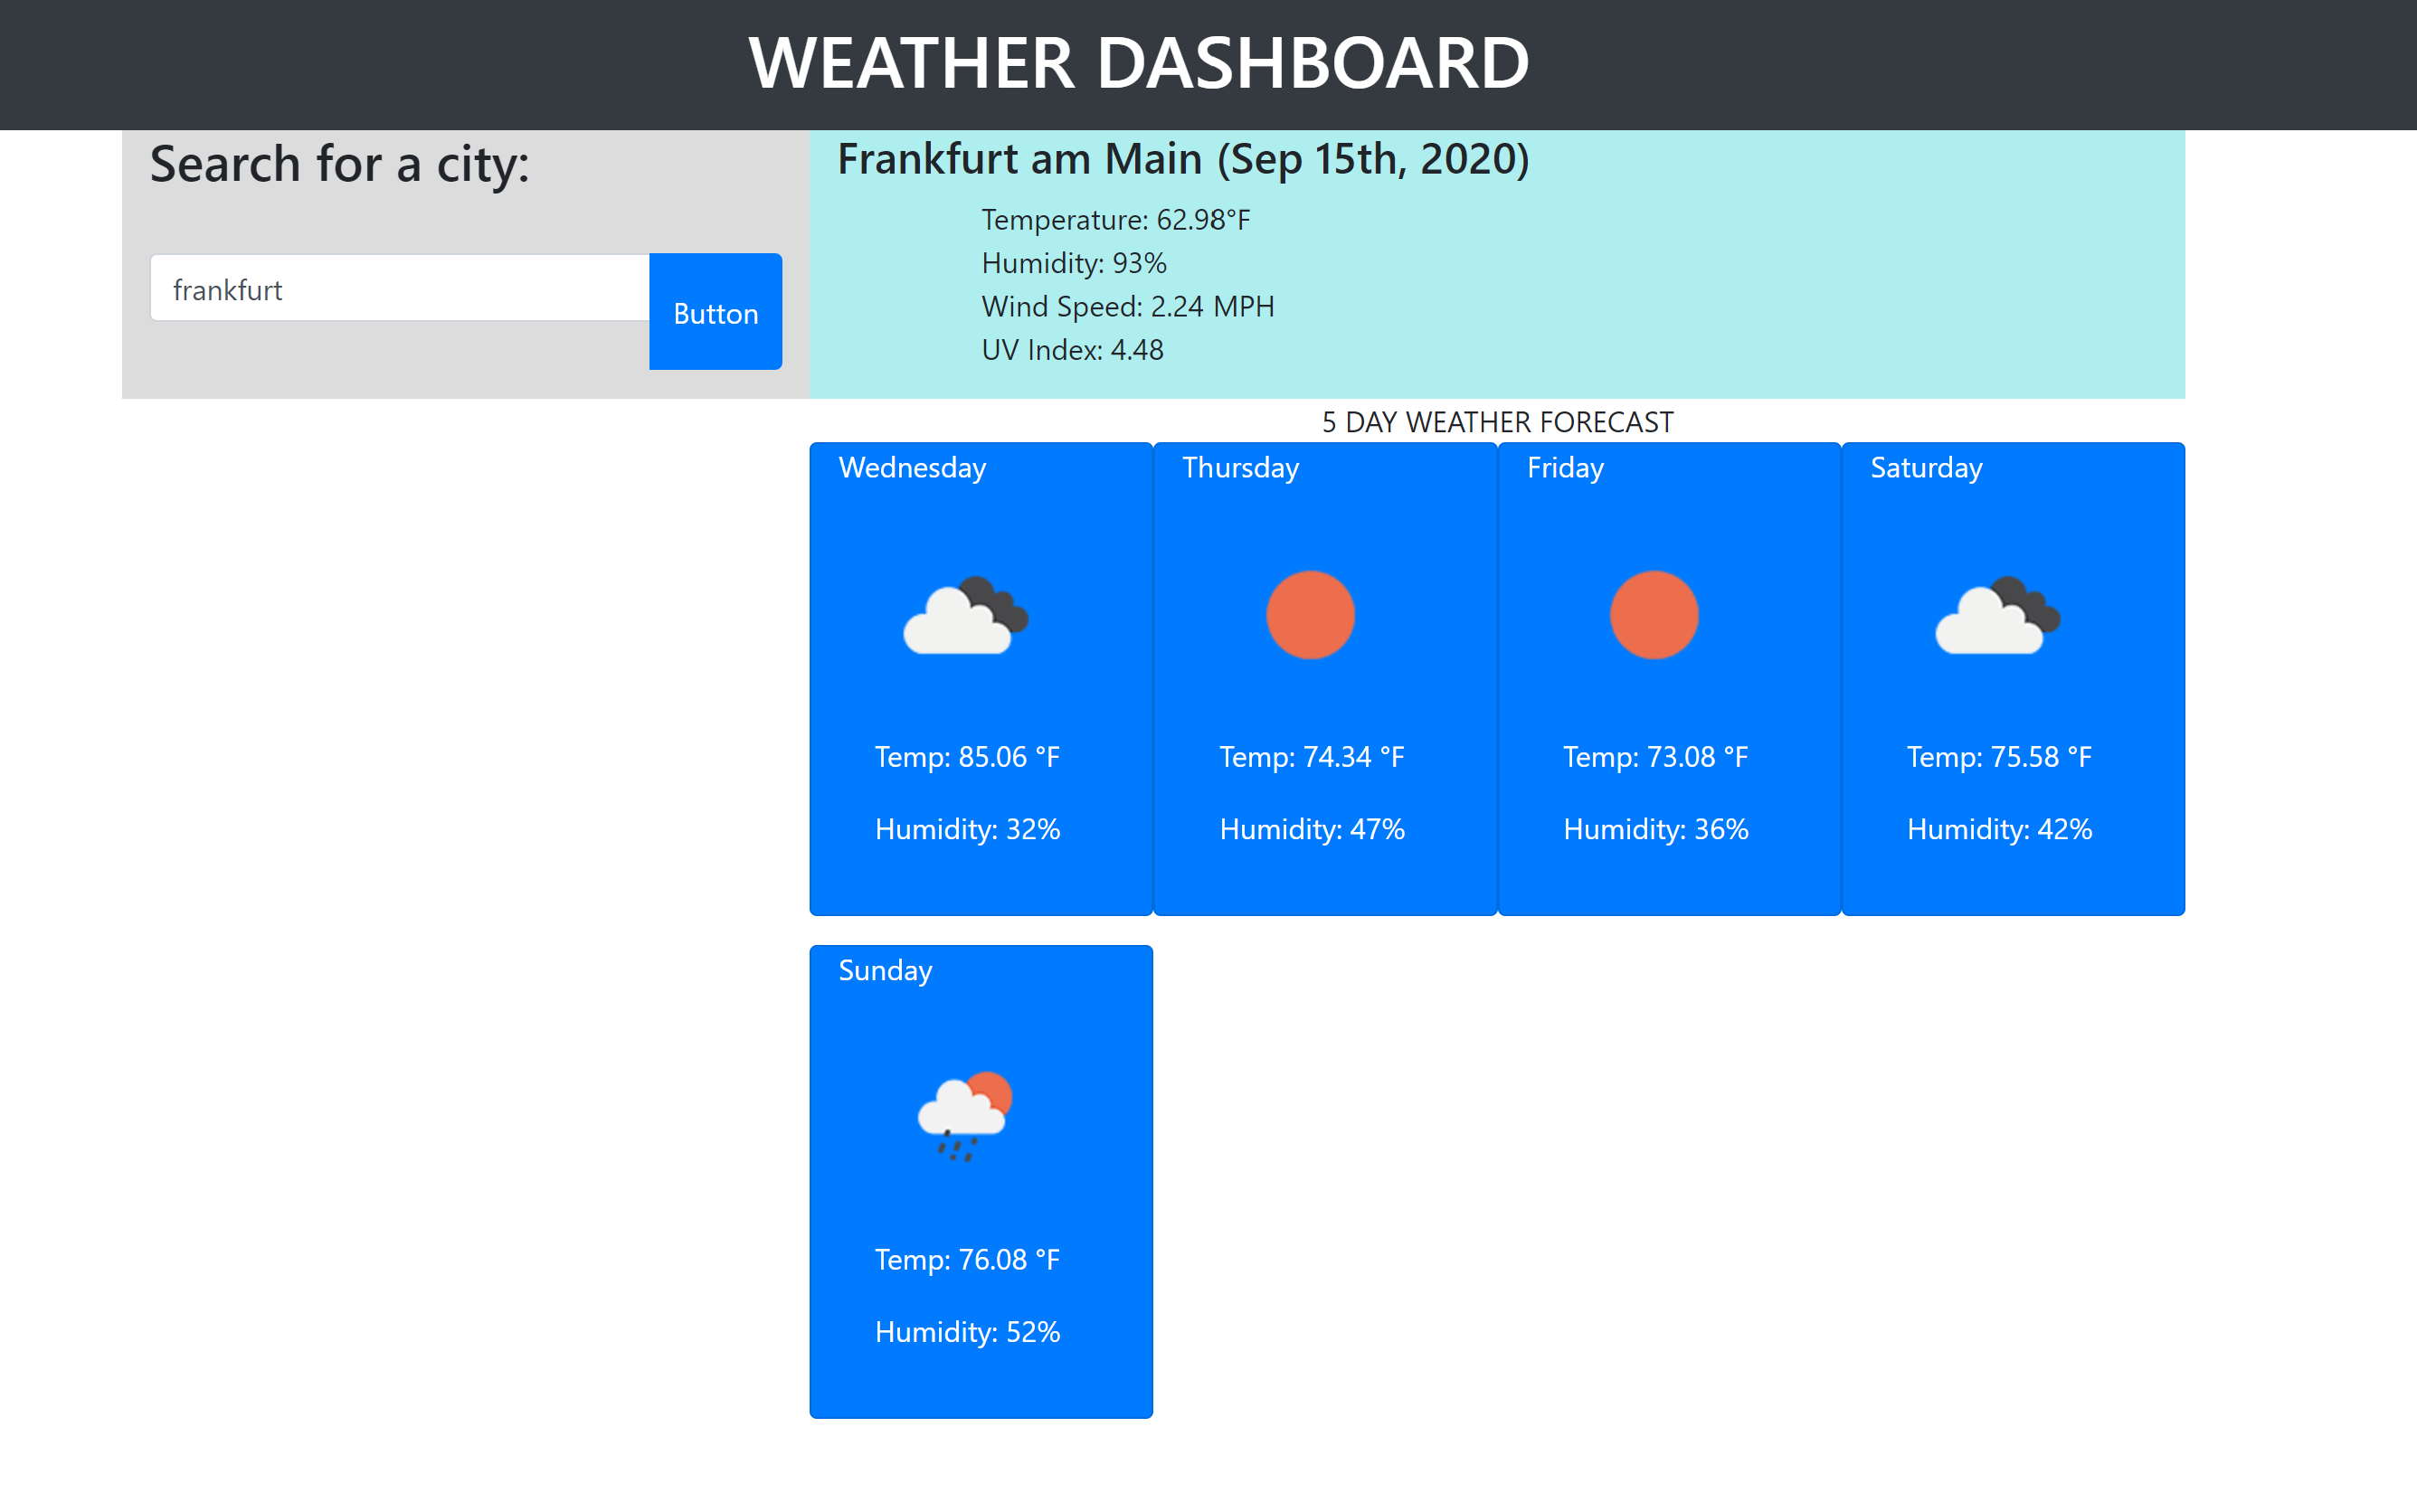 WEATHER DASHBOARD
Search for a city:
frankfurt
Button
Frankfurt am Main (Sep 15th, 2020)
Temperature: 62.98°F
Humidity: 93%
Wind Speed: 2.24 MPH
UV Index: 4.48
5 DAY WEATHER FORECAST
Wednesday
Temp: 85.06 °F
Humidity: 32%
Thursday
Temp: 74.34 °F
Humidity: 47%
Friday
Temp: 73.08 °F
Humidity: 36%
Saturday
Temp: 75.58 °F
Humidity: 42%
Sunday
Temp: 76.08 °F
Humidity: 52%